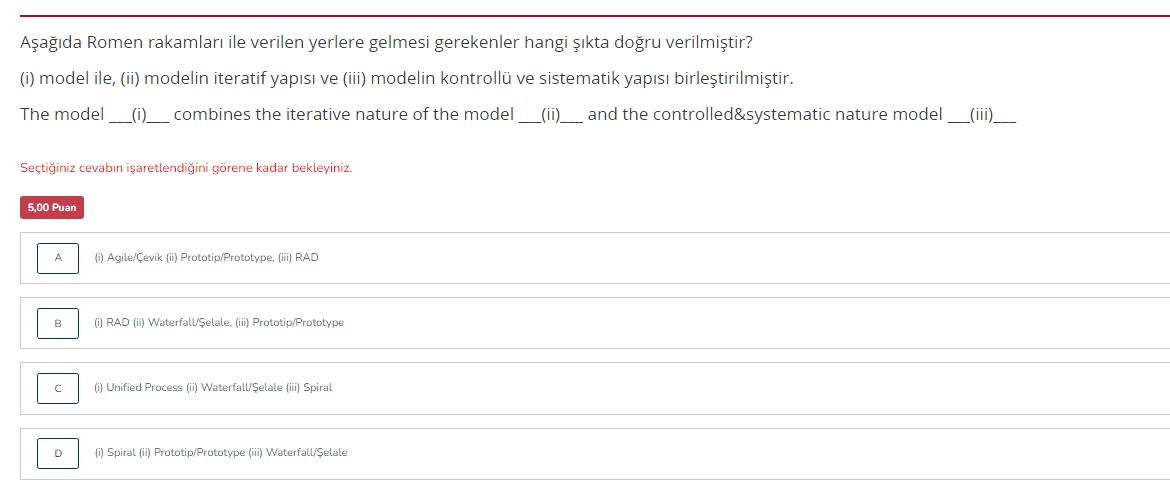 Aşağıda Romen rakamları ile verilen yerlere gelmesi gerekenler hangi şıkta doğru verilmiştir?
(i) model ile, (ii) modelin iteratif yapısı ve (iii) modelin kontrollü ve sistematik yapısı birleştirilmiştir.
The model ___(i)___ combines the iterative nature of the model ___(ii)___ and the controlled&systematic nature model ___(iii)___
Seçtiğiniz cevabın işaretlendiğini görene kadar bekleyiniz.
5,00 Puan
A (i) Agile/Çevik (ii) Prototip/Prototype, (iii) RAD
B (i) RAD (ii) Waterfall/Şelale, (iii) Prototip/Prototype
C (i) Unified Process (ii) Waterfall/Şelale (iii) Spiral
D (i) Spiral (ii) Prototip/Prototype (iii) Waterfall/Şelale